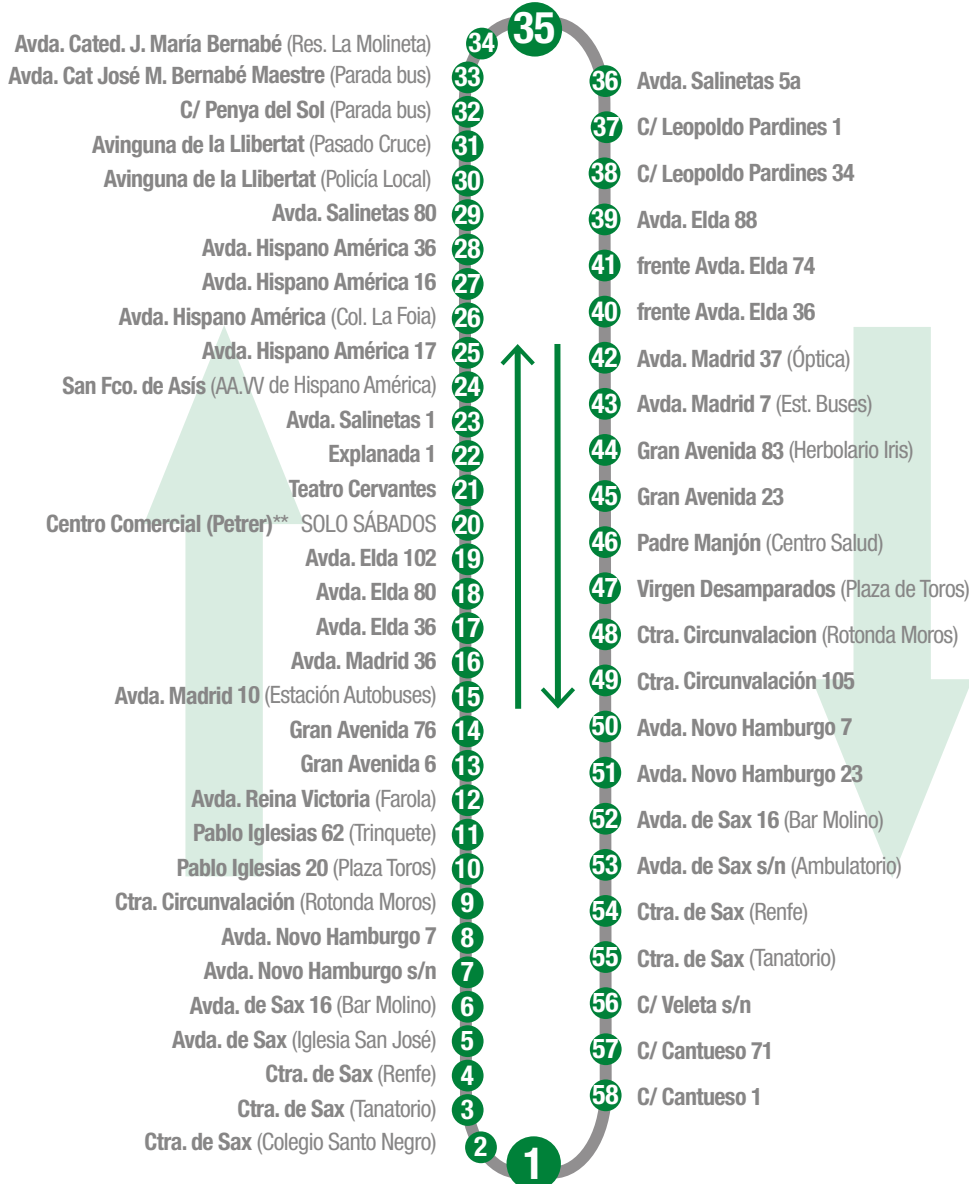 35
Avda. Cated. J. María Bernabé (Res. La Molineta) 34
Avda. Cat José M. Bernabé Maestre (Parada bus) 33
C/ Penya del Sol (Parada bus) 32
Avinguna de la Llibertat (Pasado Cruce) 31
Avinguna de la Llibertat (Policía Local) 30
Avda. Salinetas 80 29
Avda. Hispano América 36 28
Avda. Hispano América 16 27
Avda. Hispano América (Col. La Foia) 26
Avda. Hispano América 17 25
San Fco. de Asís (AA.VV de Hispano América) 24
Avda. Salinetas 1 23
Explanada 1 22
Teatro Cervantes 21
Centro Comercial (Petrer)** SOLO SÁBADOS 20
Avda. Elda 102 19
Avda. Elda 80 18
Avda. Elda 36 17
Avda. Madrid 36 16
Avda. Madrid 10 (Estación Autobuses) 15
Gran Avenida 76 14
Gran Avenida 6 13
Avda. Reina Victoria (Farola) 12
Pablo Iglesias 62 (Trinquete) 11
Pablo Iglesias 20 (Plaza Toros) 10
Ctra. Circunvalación (Rotonda Moros) 9
Avda. Novo Hamburgo 7 8
Avda. Novo Hamburgo s/n 7
Avda. de Sax 16 (Bar Molino) 6
Avda. de Sax (Iglesia San José) 5
Ctra. de Sax (Renfe) 4
Ctra. de Sax (Tanatorio) 3
Ctra. de Sax (Colegio Santo Negro) 2
1
36 Avda. Salinetas 5a
37 C/ Leopoldo Pardines 1
38 C/ Leopoldo Pardines 34
39 Avda. Elda 88
41 frente Avda. Elda 74
40 frente Avda. Elda 36
42 Avda. Madrid 37 (Óptica)
43 Avda. Madrid 7 (Est. Buses)
44 Gran Avenida 83 (Herbolario Iris)
45 Gran Avenida 23
46 Padre Manjón (Centro Salud)
47 Virgen Desamparados (Plaza de Toros)
48 Ctra. Circunvalacion (Rotonda Moros)
49 Ctra. Circunvalación 105
50 Avda. Novo Hamburgo 7
51 Avda. Novo Hamburgo 23
52 Avda. de Sax 16 (Bar Molino)
53 Avda. de Sax s/n (Ambulatorio)
54 Ctra. de Sax (Renfe)
55 Ctra. de Sax (Tanatorio)
56 C/ Veleta s/n
57 C/ Cantueso 71
58 C/ Cantueso 1